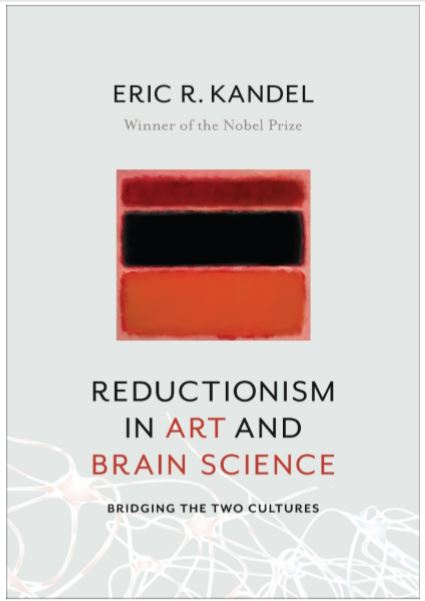 ERIC R. KANDEL
Winner of the Nobel Prize
REDUCTIONISM
IN ART AND
BRAIN SCIENCE
BRIDGING THE TWO CULTURES